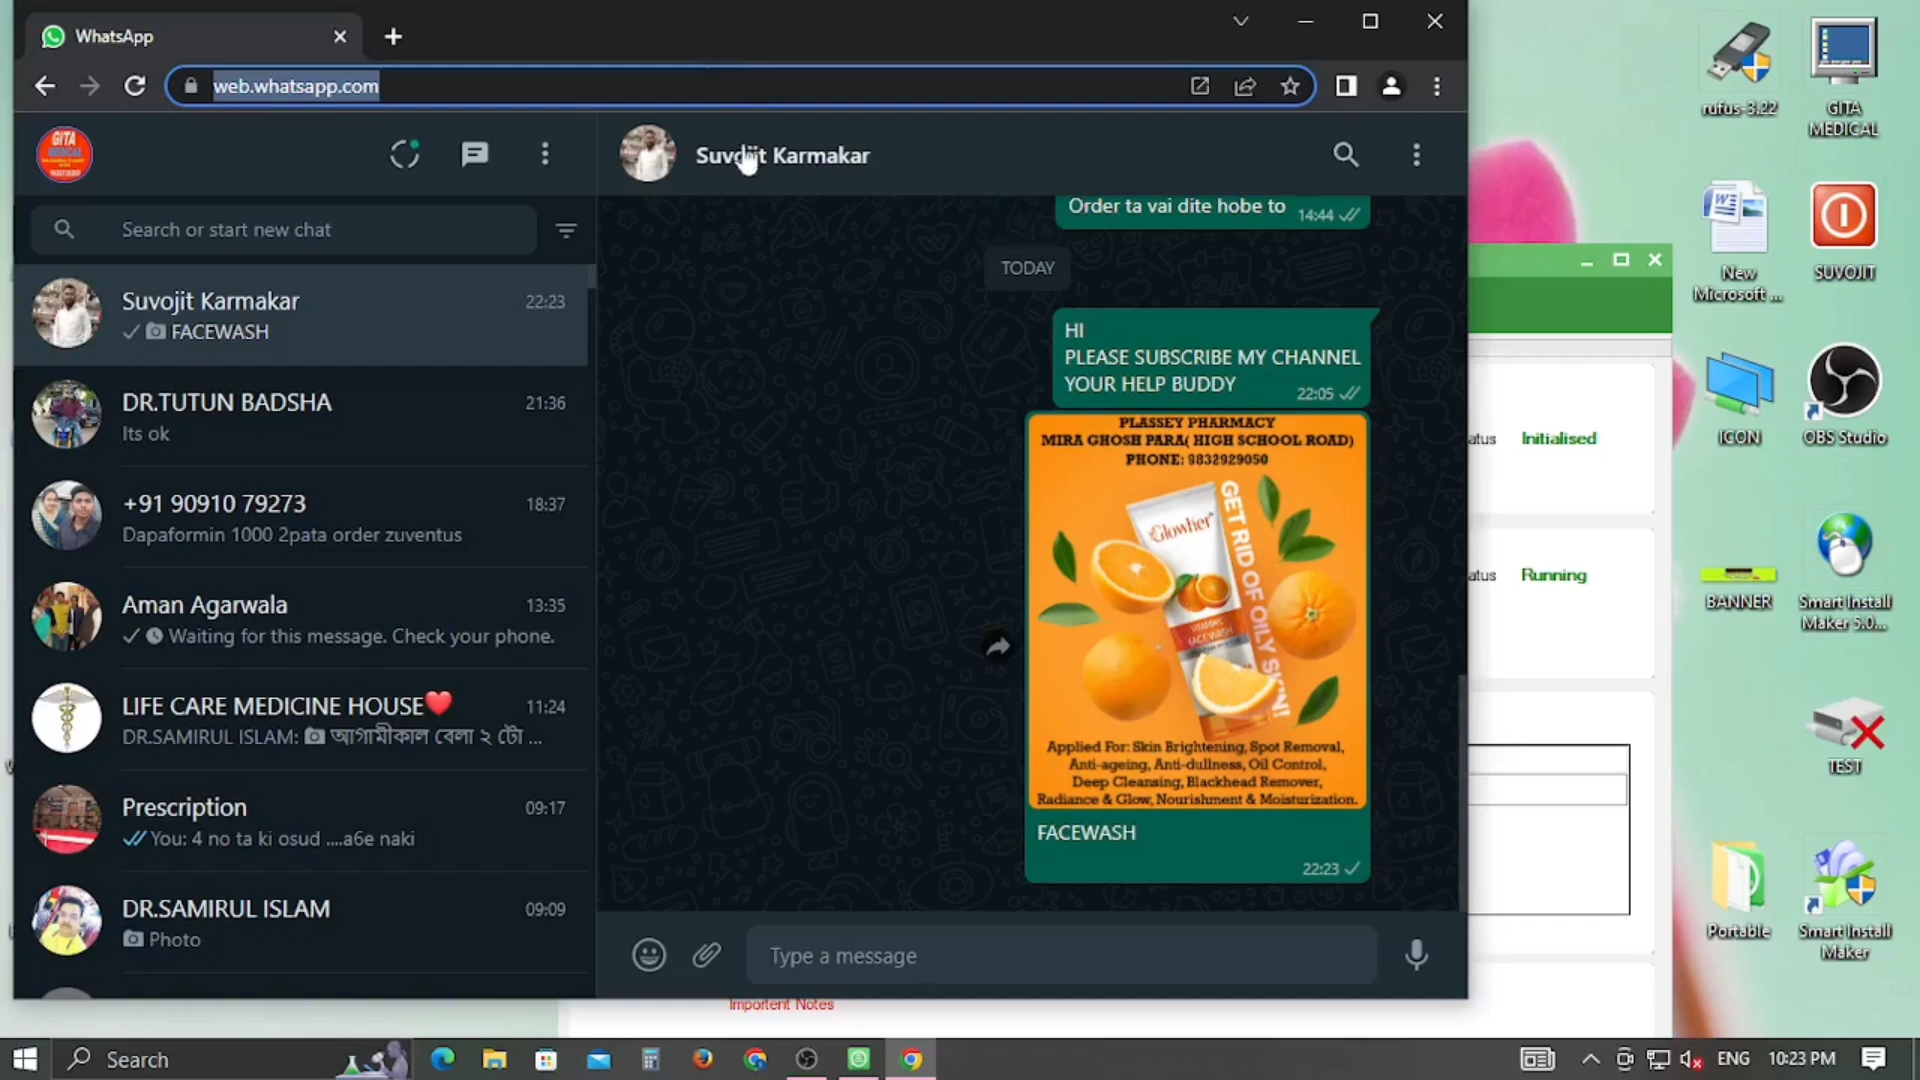 WhatsApp
web.whatsapp.com
GITA
MEDICAL
Search or start new chat
Suvojit Karmakar 22:23
FACEWASH
DR.TUTUN BADSHA 21:36
Its ok
+91 90910 79273 18:37
Dapaformin 1000 2pata order zuventus
Aman Agarwala 13:35
Waiting for this message. Check your phone.
LIFE CARE MEDICINE HOUSE❤️ 11:24
DR.SAMIRUL ISLAM: আগামীকাল বেলা ২ টো ...
Prescription 09:17
You: 4 no ta ki osud ....a6e naki
DR.SAMIRUL ISLAM 09:09
Photo
Suvojit Karmakar
Order ta vai dite hobe to 14:44
TODAY
HI
PLEASE SUBSCRIBE MY CHANNEL
YOUR HELP BUDDY 22:05
PLASSEY PHARMACY
MIRA GHOSH PARA( HIGH SCHOOL ROAD)
PHONE: 9832929050
Glowher
GET RID OF OILY SKIN!
FACEWASH
Applied For: Skin Brightening, Spot Removal,
Anti-ageing, Anti-dullness, Oil Control,
Deep Cleansing, Blackhead Remover,
Radiance & Glow, Nourishment & Moisturization.
FACEWASH
22:23
Type a message
atus Initialised
atus Running
Importent Notes
rufus-3.22
GITA
MEDICAL
New
Microsoft ...
SUVOJIT
ICON
OBS Studio
BANNER
Smart Install
Maker 5.0...
TEST
Portable
Smart Install
Maker
Search
ENG 10:23 PM